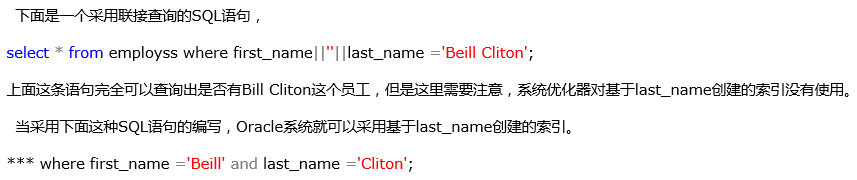 下面是一个采用联接查询的SQL语句，
select * from employss where first_name||''||last_name ='Beill Cliton';
上面这条语句完全可以查询出是否有Bill Cliton这个员工，但是这里需要注意，系统优化器对基于last_name创建的索引没有使用。
当采用下面这种SQL语句的编写，Oracle系统就可以采用基于last_name创建的索引。
*** where first_name ='Beill' and last_name ='Cliton';